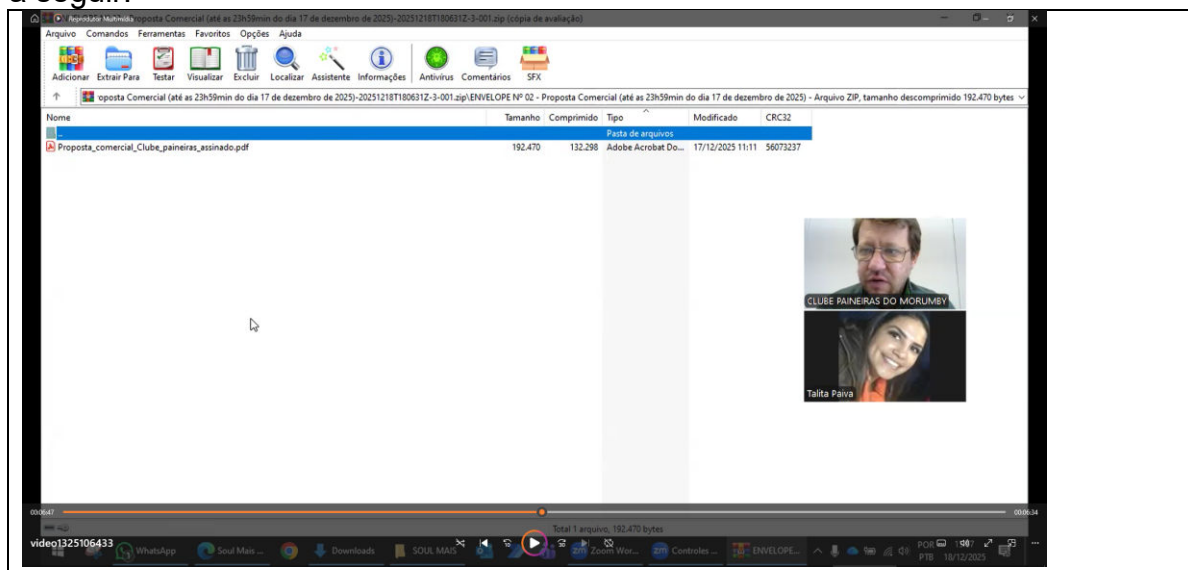 a seguir:
Reprodutor Multimídia
roposta Comercial (até as 23h59min do dia 17 de dezembro de 2025)-20251218T180631Z-3-001.zip (cópia de avaliação)
Arquivo Comandos Ferramentas Favoritos Opções Ajuda
Adicionar Extrair Para Testar Visualizar Excluir Localizar Assistente Informações Antivírus Comentários SFX
oposta Comercial (até as 23h59min do dia 17 de dezembro de 2025)-20251218T180631Z-3-001.zip\ENVELOPE Nº 02 - Proposta Comercial (até as 23h59min do dia 17 de dezembro de 2025) - Arquivo ZIP, tamanho descomprimido 192.470 bytes
Nome Tamanho Comprimido Tipo Modificado CRC32
.. Pasta de arquivos
Proposta_comercial_Clube_paineiras_assinado.pdf 192.470 132.298 Adobe Acrobat Do... 17/12/2025 11:11 56073237
CLUBE PAINEIRAS DO MORUMBY
Talita Paiva
00:06:47
Total 1 arquivo, 192.470 bytes
video1325106433
WhatsApp Soul Mais ... Downloads SOUL MAIS Zoom Wor... Controles ... ENVELOPE... POR
PTB 18/12/2025